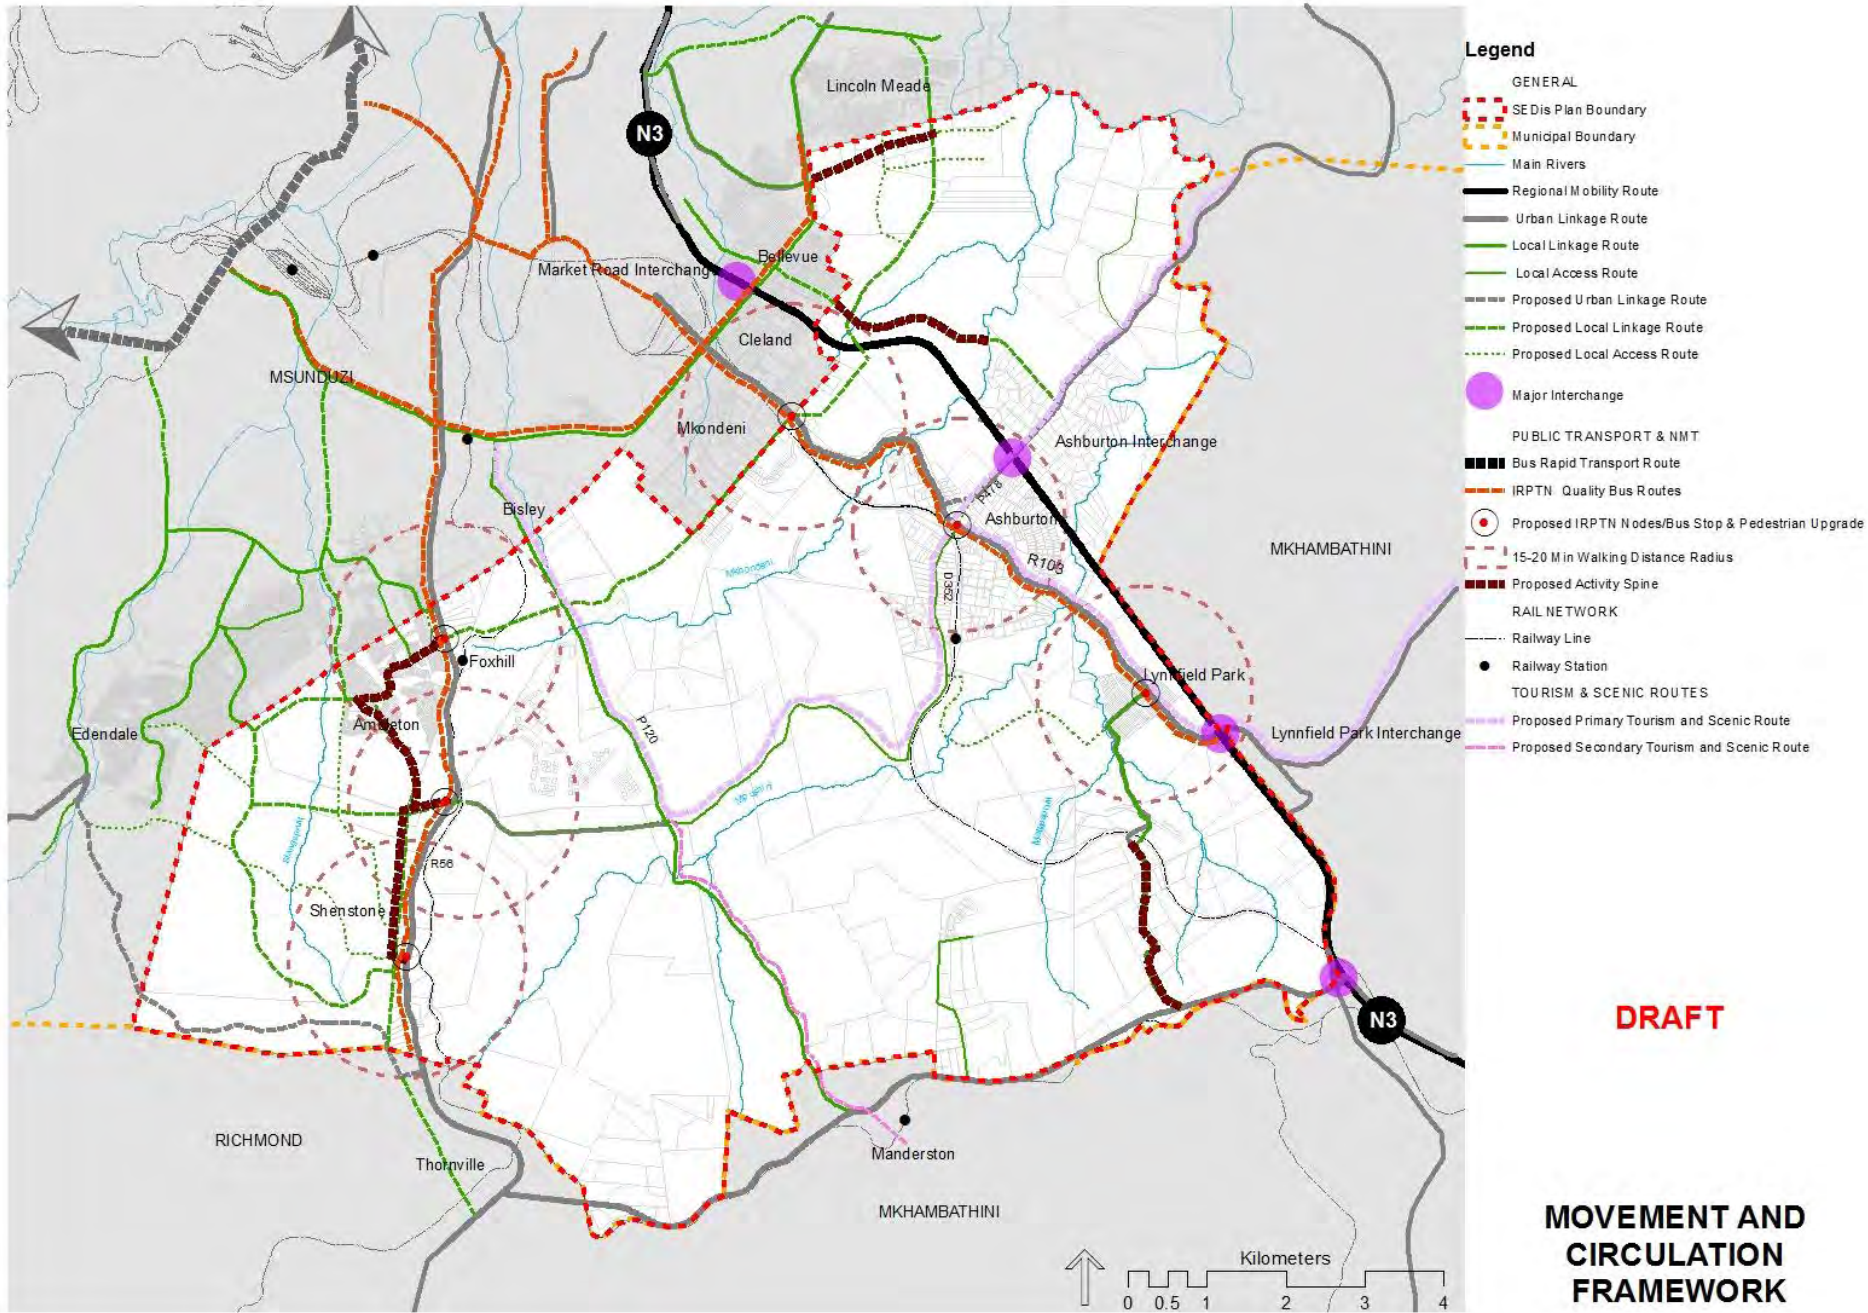 Legend
GENERAL
SEDis Plan Boundary
Municipal Boundary
Main Rivers
Regional Mobility Route
Urban Linkage Route
Local Linkage Route
Local Access Route
Proposed Urban Linkage Route
Proposed Local Linkage Route
Proposed Local Access Route
Major Interchange
PUBLIC TRANSPORT & NMT
Bus Rapid Transport Route
IRPTN Quality Bus Routes
Proposed IRPTN Nodes/Bus Stop & Pedestrian Upgrade
15-20 Min Walking Distance Radius
Proposed Activity Spine
RAIL NETWORK
Railway Line
Railway Station
TOURISM & SCENIC ROUTES
Proposed Primary Tourism and Scenic Route
Proposed Secondary Tourism and Scenic Route
DRAFT
MOVEMENT AND
CIRCULATION
FRAMEWORK
Lincoln Meade
N3
Bellevue
Market Road Interchang
Cleland
MSUNDUZI
Mkondeni
Ashburton Interchange
P478
Bisley
Ashburton
MKHAMBATHINI
R103
Mkhondeni
D352
Foxhill
Lynnfield Park
Ambleton
P120
Edendale
Lynnfield Park Interchange
R56
Shenstone
N3
RICHMOND
Thornville
Manderston
MKHAMBATHINI
Kilometers
0 0.5 1 2 3 4